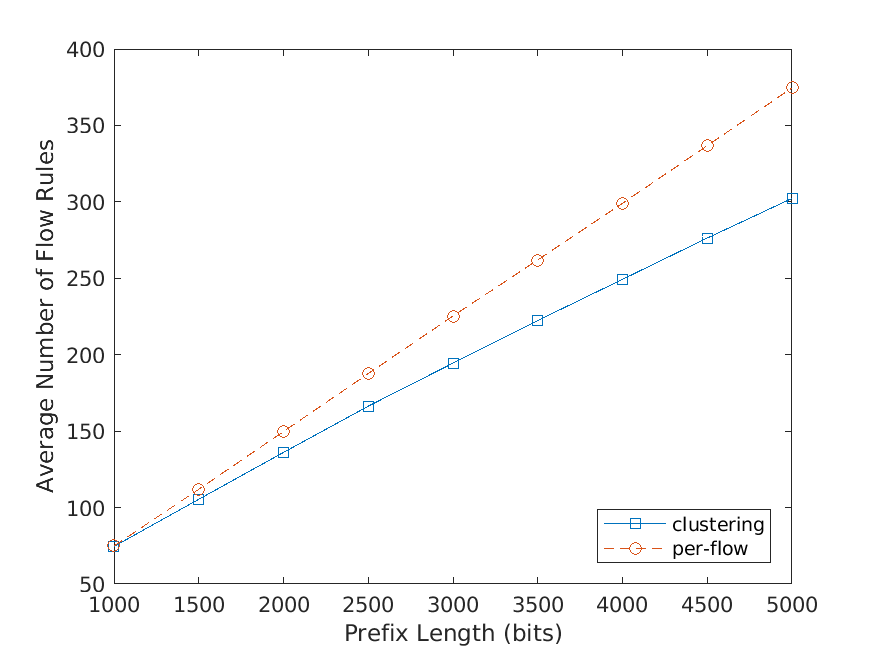 400
350
300
250
200
150
100
50
Average Number of Flow Rules
clustering
per-flow
1000 1500 2000 2500 3000 3500 4000 4500 5000
Prefix Length (bits)